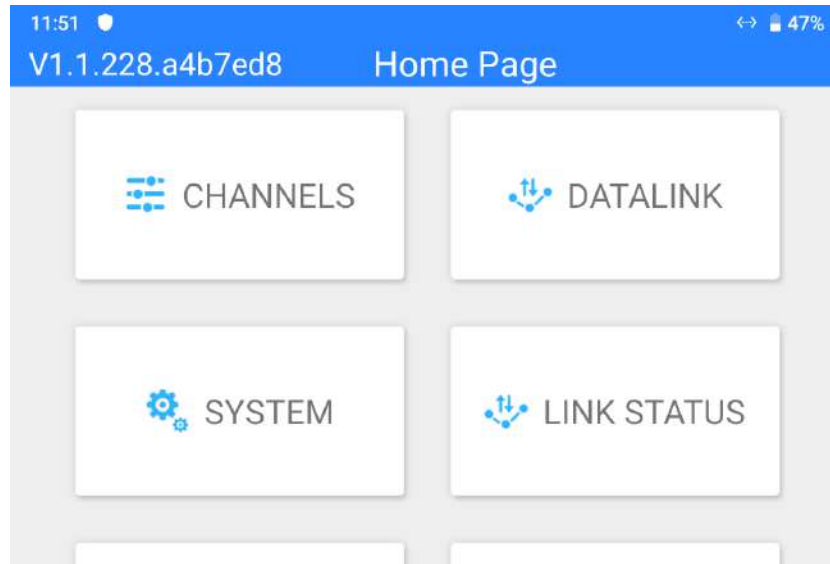 11:51 47%
V1.1.228.a4b7ed8 Home Page
CHANNELS DATALINK
SYSTEM LINK STATUS